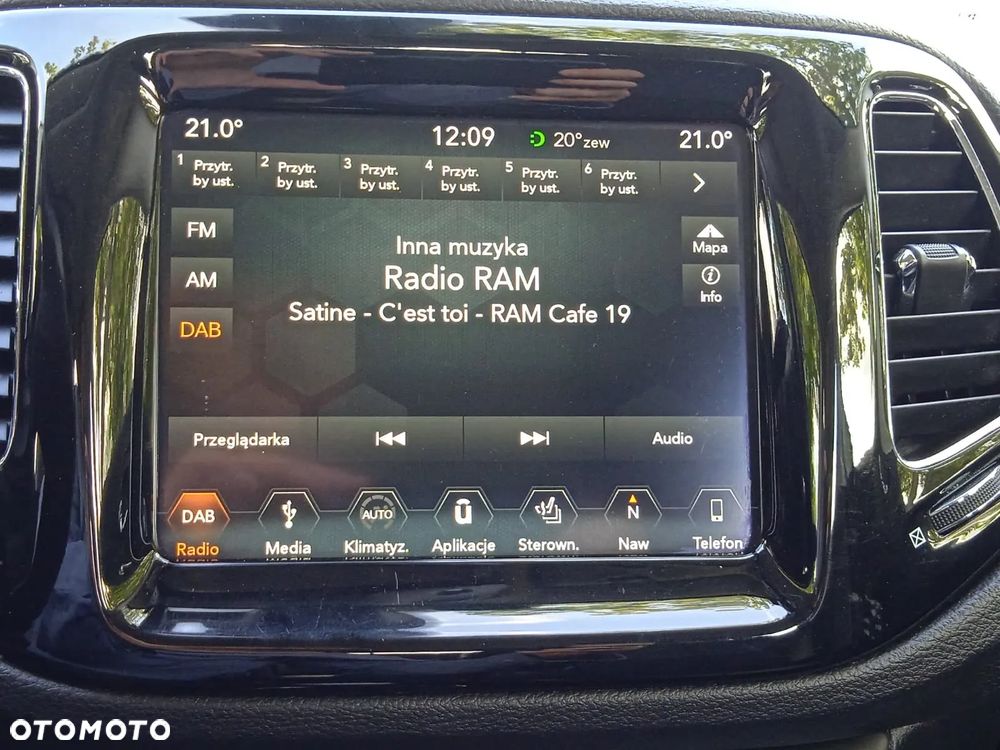 21.0° 12:09 20°zew 21.0°
1 Przytr. by ust. 2 Przytr. by ust. 3 Przytr. by ust. 4 Przytr. by ust. 5 Przytr. by ust. 6 Przytr. by ust.
FM
Mapa
AM
Info
DAB
Inna muzyka
Radio RAM
Satine - C'est toi - RAM Cafe 19
Przeglądarka Audio
DAB AUTO N
Radio Media Klimatyz. Aplikacje Sterown. Naw Telefon
OTOMOTO